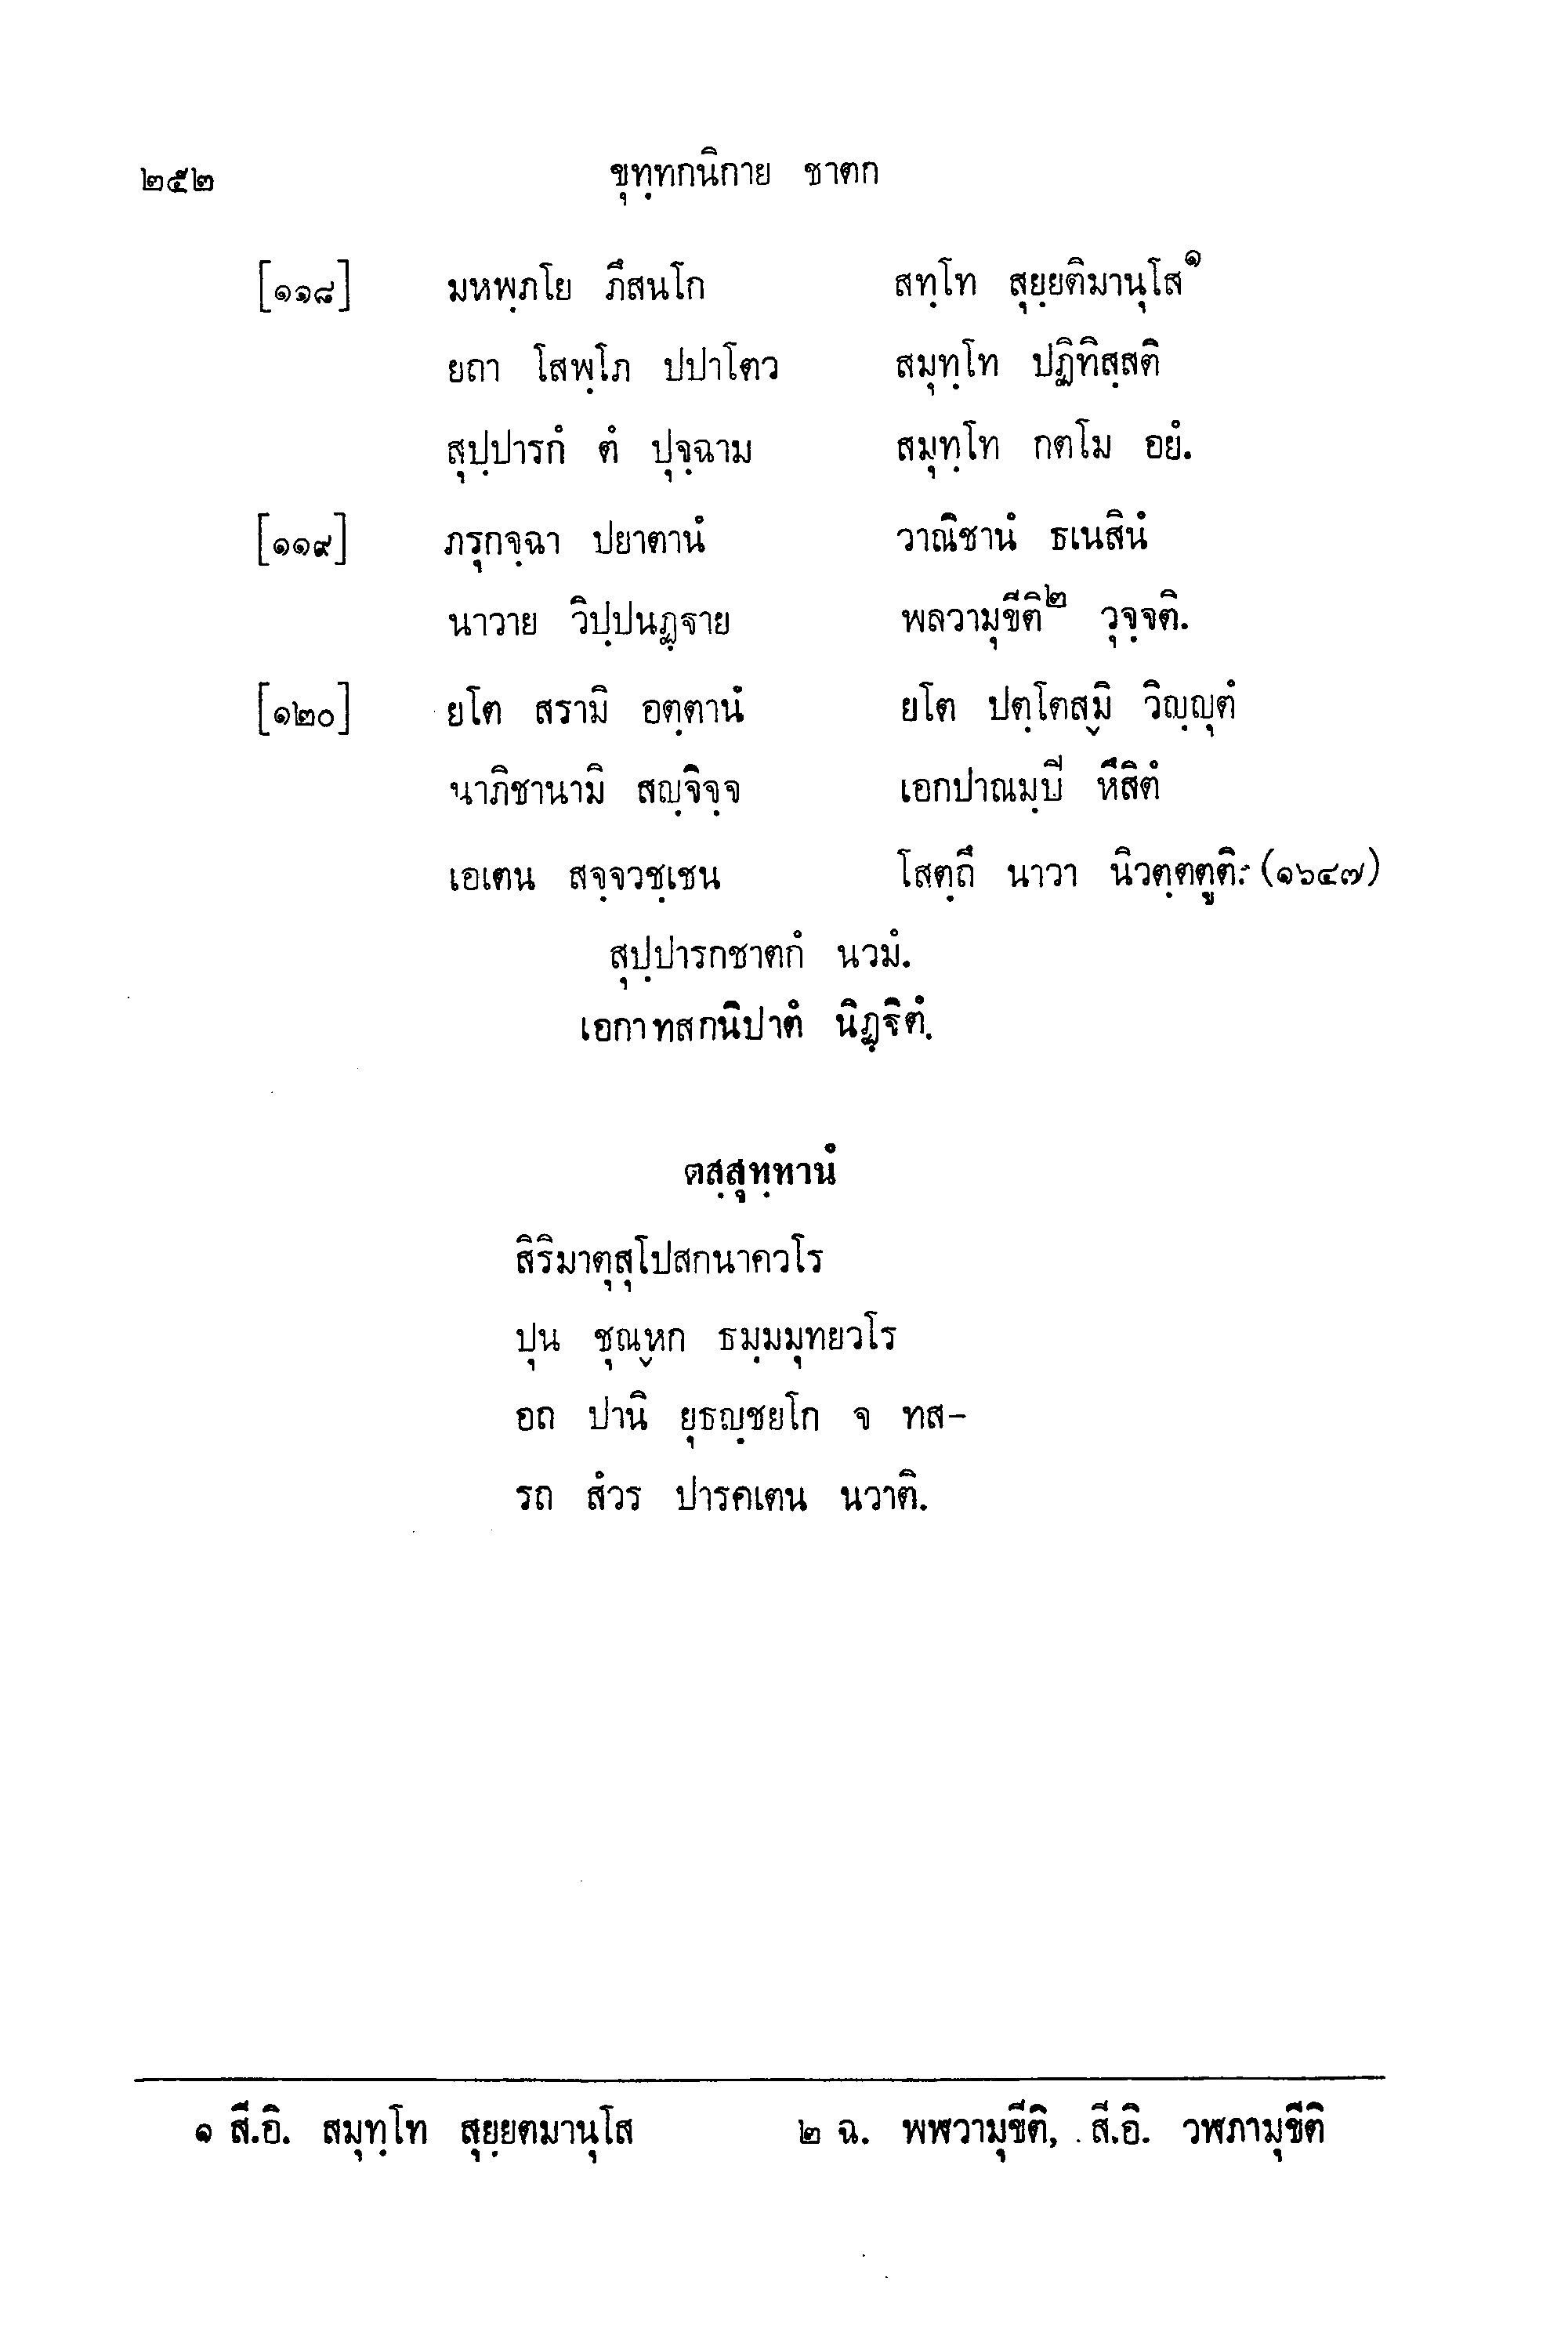 ๒๕๒ ขุทฺทกนิกาย ชาตก
[๑๑๘] มหพฺภโย ภึสนโก สทฺโท สุยฺยติมานุโส๑
ยถา โสพฺโภ ปปาโตว สมุทฺโท ปฏิทิสฺสติ
สุปฺปารกํ ตํ ปุจฺฉาม สมุทฺโท กตโม อยํ.
[๑๑๙] ภรุกจฺฉา ปยาตานํ วาณิชานํ ธเนสินํ
นาวาย วิปฺปนฏฺฐาย พลวามุขีติ๒ วุจฺจติ.
[๑๒๐] ยโต สรามิ อตฺตานํ ยโต ปตฺโตสฺมิ วิญฺญุตํ
นาภิชานามิ สญฺจิจฺจ เอกปาณมฺปิ หึสิตํ
เอเตน สจฺจวชฺเชน โสตฺถึ นาวา นิวตฺตตูติ. (๑๖๔๗)
สุปฺปารกชาตกํ นวมํ.
เอกาทสกนิปาตํ นิฏฺฐิตํ.
ตสฺสุทฺทานํ
สิริมาตุสุโปสกนาควโร
ปุน ชุณฺหก ธมฺมมุทยวโร
อถ ปานิ ยุธญฺชยโก จ ทส-
รถ สํวร ปารคเตน นวาติ.
๑ สี.อิ. สมุทฺโท สุยฺยตมานุโส ๒ ฉ. พฬวามุขีติ, สี.อิ. วฬภามุขีติ